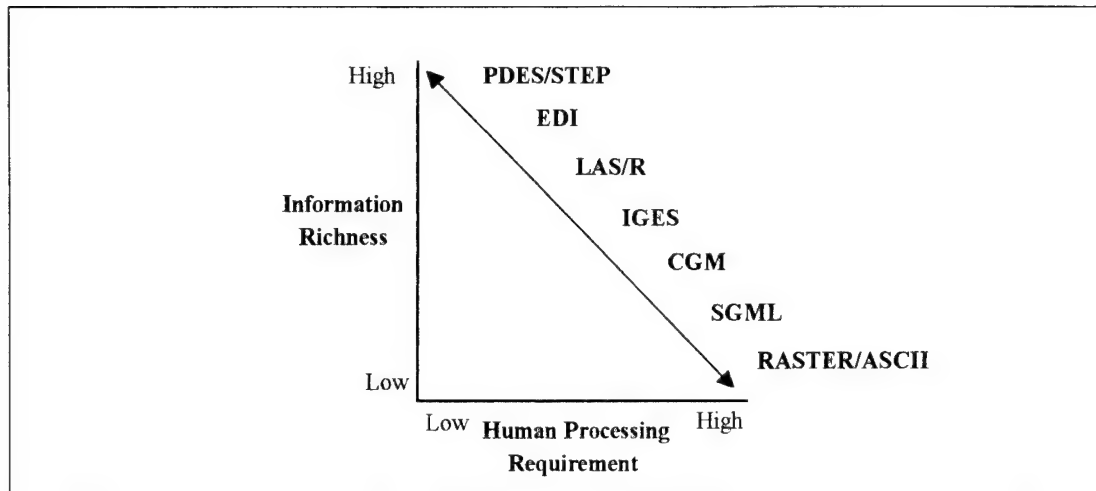 High
PDES/STEP
EDI
LAS/R
Information
Richness
IGES
CGM
SGML
RASTER/ASCII
Low
Low
Human Processing
Requirement
High